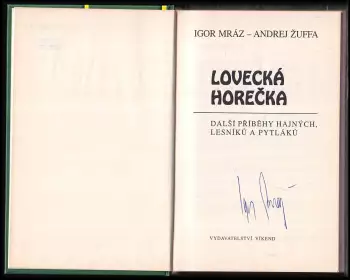 IGOR MRÁZ – ANDREJ ŽUFFA
LOVECKÁ
HOREČKA
DALŠÍ PŘÍBĚHY HAJNÝCH,
LESNÍKŮ A PYTLÁKŮ
VYDAVATELSTVÍ VÍKEND